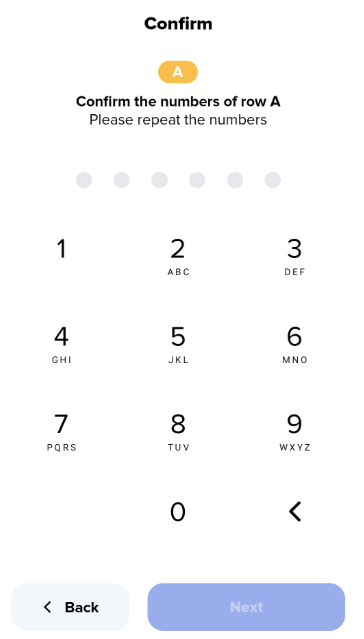 Confirm
A
Confirm the numbers of row A
Please repeat the numbers
1 2 3
ABC DEF
4 5 6
GHI JKL MNO
7 8 9
PQRS TUV WXYZ
0
Back Next